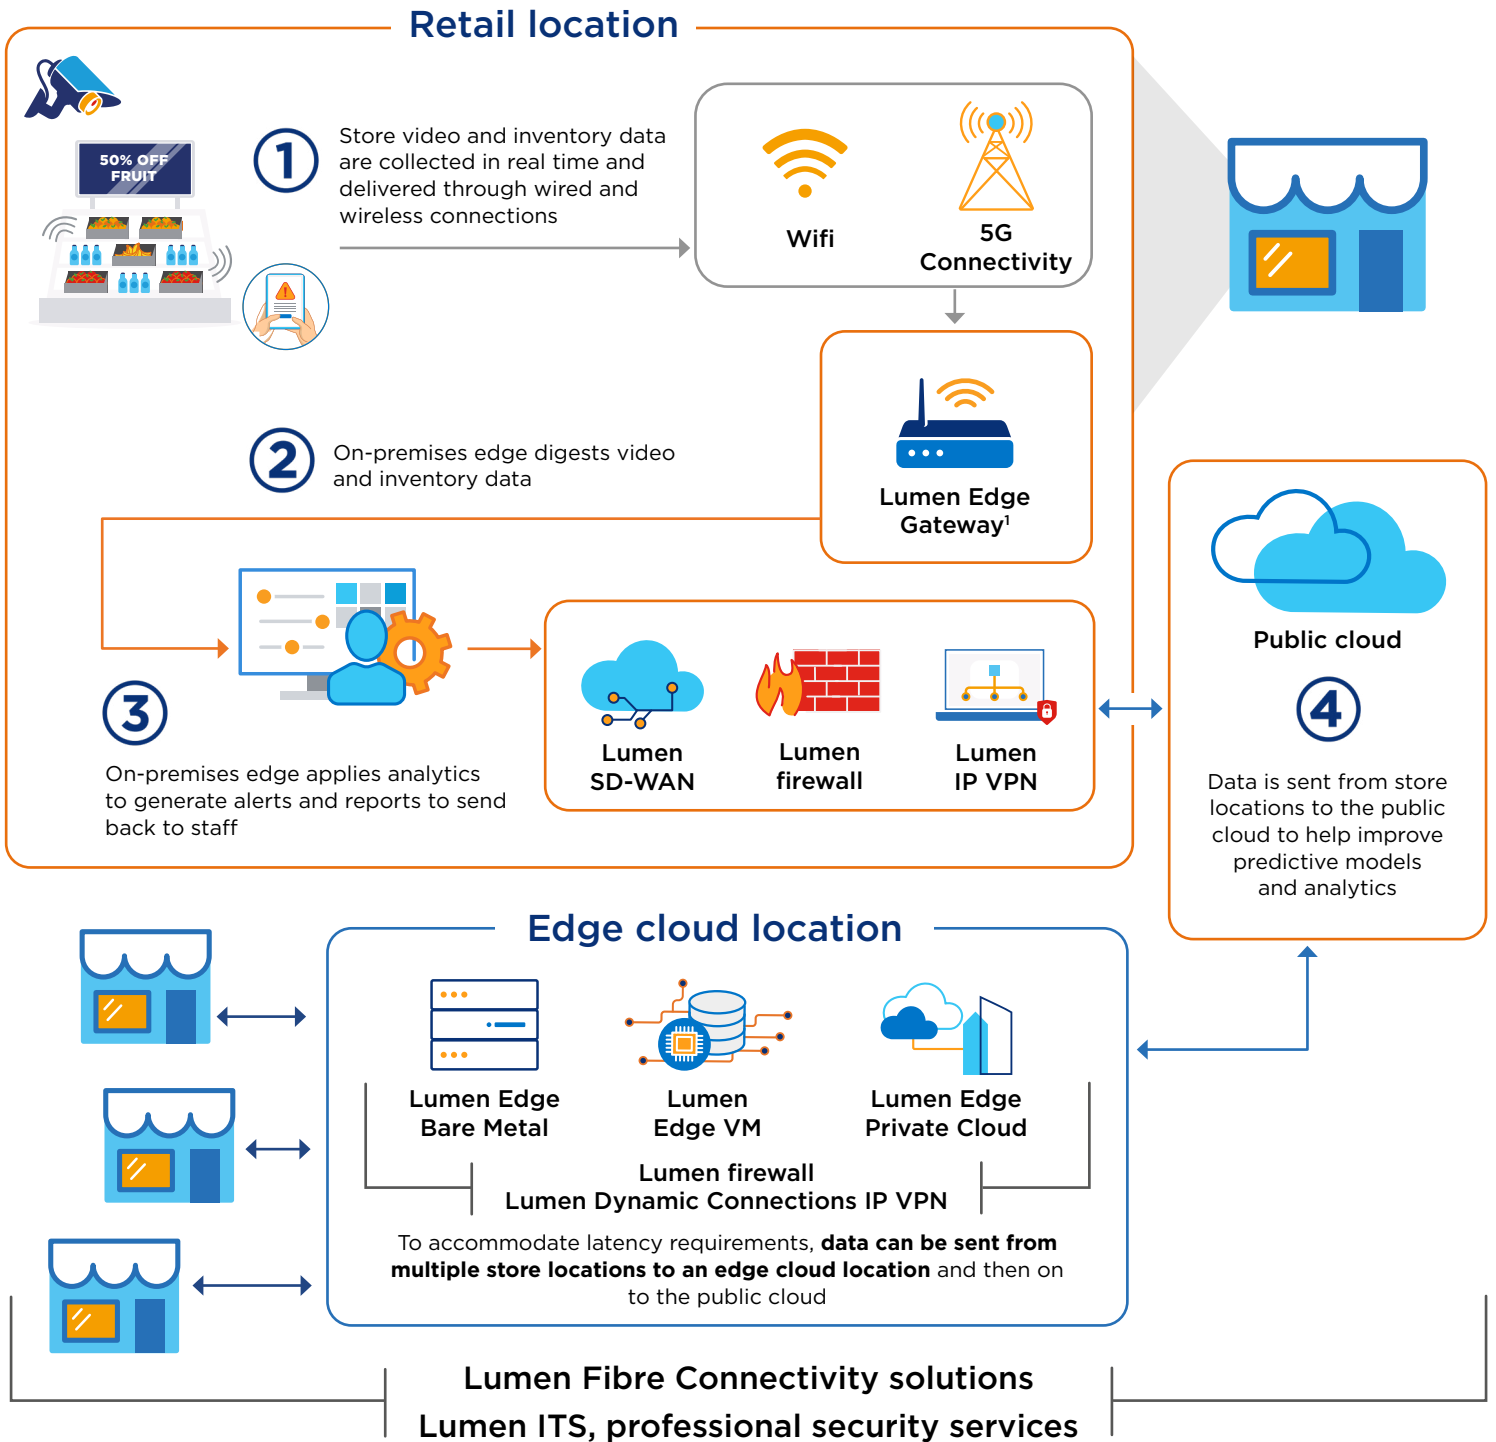 Retail location
50% OFF
FRUIT
1
Store video and inventory data
are collected in real time and
delivered through wired and
wireless connections
Wifi
5G
Connectivity
2
On-premises edge digests video
and inventory data
Lumen Edge
Gateway¹
3
On-premises edge applies analytics
to generate alerts and reports to send
back to staff
Lumen
SD-WAN
Lumen
firewall
Lumen
IP VPN
Public cloud
4
Data is sent from store
locations to the public
cloud to help improve
predictive models
and analytics
Edge cloud location
Lumen Edge
Bare Metal
Lumen
Edge VM
Lumen Edge
Private Cloud
Lumen firewall
Lumen Dynamic Connections IP VPN
To accommodate latency requirements, data can be sent from
multiple store locations to an edge cloud location and then on
to the public cloud
Lumen Fibre Connectivity solutions
Lumen ITS, professional security services